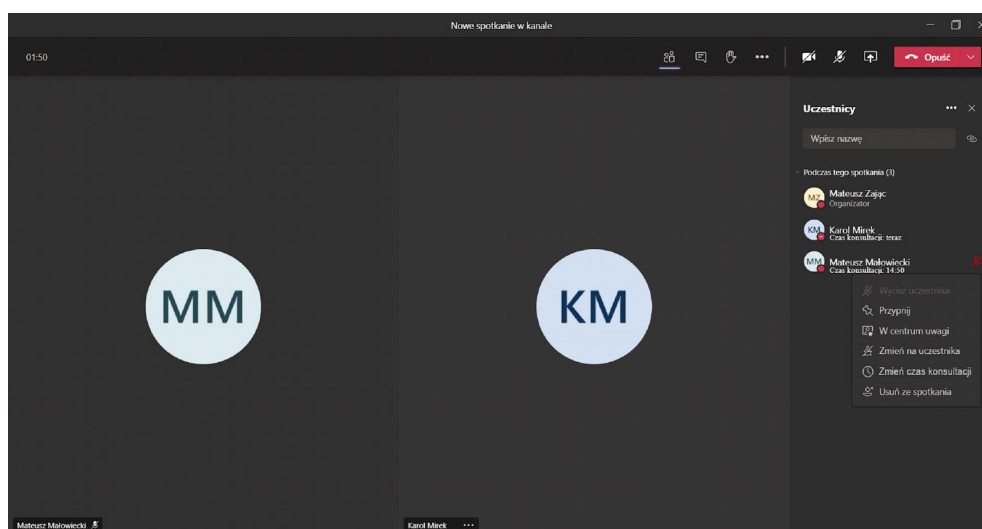 Nowe spotkanie w kanale
01:50
Opuść
Uczestnicy
Wpisz nazwę
Podczas tego spotkania (3)
MZ
Mateusz Zając
Organizator
KM
Karol Mirek
Czas konsultacji: teraz
MM
Mateusz Małowiecki
Czas konsultacji: 14:50
Wycisz uczestnika
Przypnij
W centrum uwagi
Zmień na uczestnika
Zmień czas konsultacji
Usuń ze spotkania
MM
KM
Mateusz Małowiecki
Karol Mirek